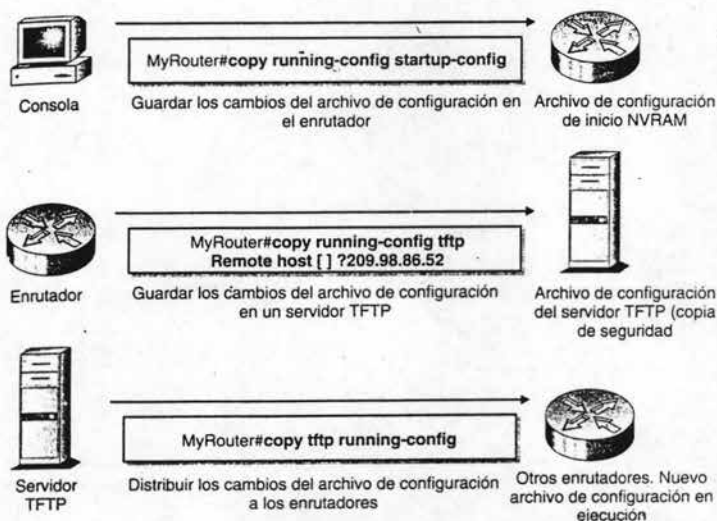 MyRouter#copy running-config startup-config
Consola
Guardar los cambios del archivo de configuración en
el enrutador
Archivo de configuración
de inicio NVRAM
MyRouter#copy running-config tftp
Remote host [ ] ?209.98.86.52
Enrutador
Guardar los cambios del archivo de configuración
en un servidor TFTP
Archivo de configuración
del servidor TFTP (copia
de seguridad
MyRouter#copy tftp running-config
Servidor
TFTP
Distribuir los cambios del archivo de configuración
a los enrutadores
Otros enrutadores. Nuevo
archivo de configuración en
ejecución